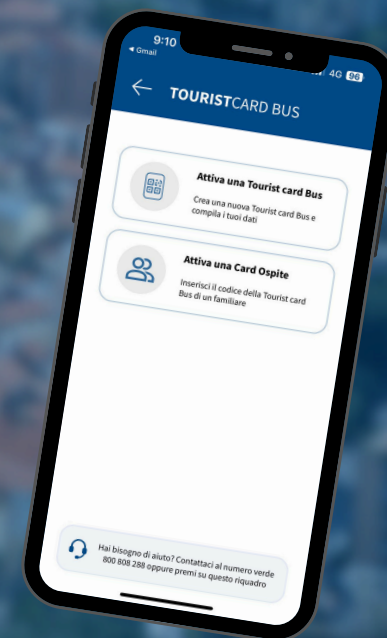 9:10
◀ Gmail
4G 96
TOURISTCARD BUS
Attiva una Tourist card Bus
Crea una nuova Tourist card Bus e
compila i tuoi dati
Attiva una Card Ospite
Inserisci il codice della Tourist card
Bus di un familiare
Hai bisogno di aiuto? Contattaci al numero verde
800 808 288 oppure premi su questo riquadro